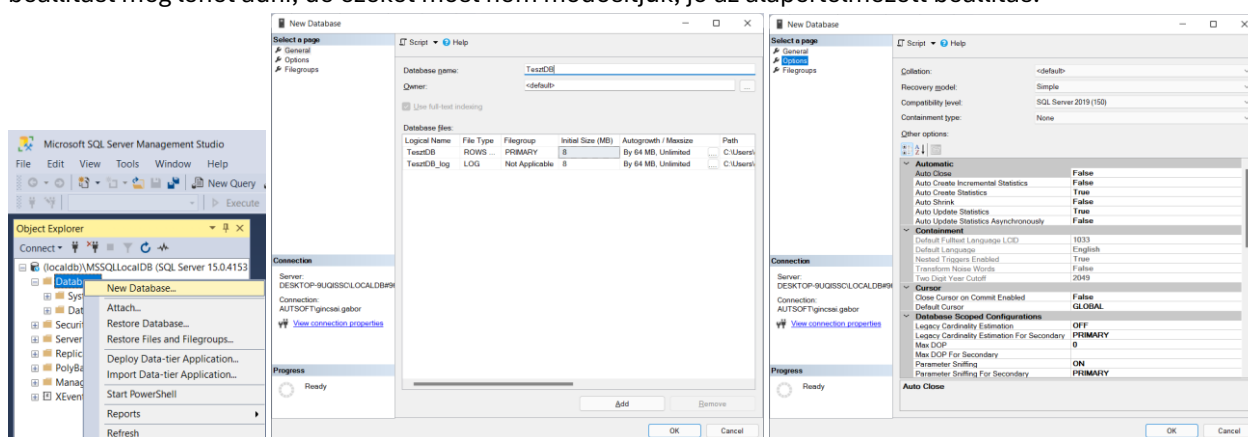 Microsoft SQL Server Management Studio
File Edit View Tools Window Help
New Query
Execute
Object Explorer
Connect
(localdb)\MSSQLLocalDB (SQL Server 15.0.4153
New Database...
Attach...
Restore Database...
Restore Files and Filegroups...
Deploy Data-tier Application...
Import Data-tier Application...
Start PowerShell
Reports
Refresh
New Database
Select a page
General
Options
Filegroups
Script Help
Database name: TesztDB
Owner: <default>
Use full-text indexing
Database files:
Logical Name File Type Filegroup Initial Size (MB) Autogrowth / Maxsize Path
TesztDB ROWS ... PRIMARY 8 By 64 MB, Unlimited ... C:\Users\
TesztDB_log LOG Not Applicable 8 By 64 MB, Unlimited ... C:\Users\
Connection
Server:
DESKTOP-9UQISSC\LOCALDB#9
Connection:
AUTSOFT\gincsai.gabor
View connection properties
Progress
Ready
Add Remove
OK Cancel
New Database
Select a page
General
Options
Filegroups
Script Help
Collation: <default>
Recovery model: Simple
Compatibility level: SQL Server 2019 (150)
Containment type: None
Other options:
Automatic
Auto Close False
Auto Create Incremental Statistics False
Auto Create Statistics True
Auto Shrink False
Auto Update Statistics True
Auto Update Statistics Asynchronously False
Containment
Default Fulltext Language LCID 1033
Default Language English
Nested Triggers Enabled True
Transform Noise Words False
Two Digit Year Cutoff 2049
Cursor
Close Cursor on Commit Enabled False
Default Cursor GLOBAL
Database Scoped Configurations
Legacy Cardinality Estimation OFF
Legacy Cardinality Estimation For Secondary PRIMARY
Max DOP 0
Max DOP For Secondary
Parameter Sniffing ON
Parameter Sniffing For Secondary PRIMARY
Auto Close
Connection
Server:
DESKTOP-9UQISSC\LOCALDB#9
Connection:
AUTSOFT\gincsai.gabor
View connection properties
Progress
Ready
OK Cancel